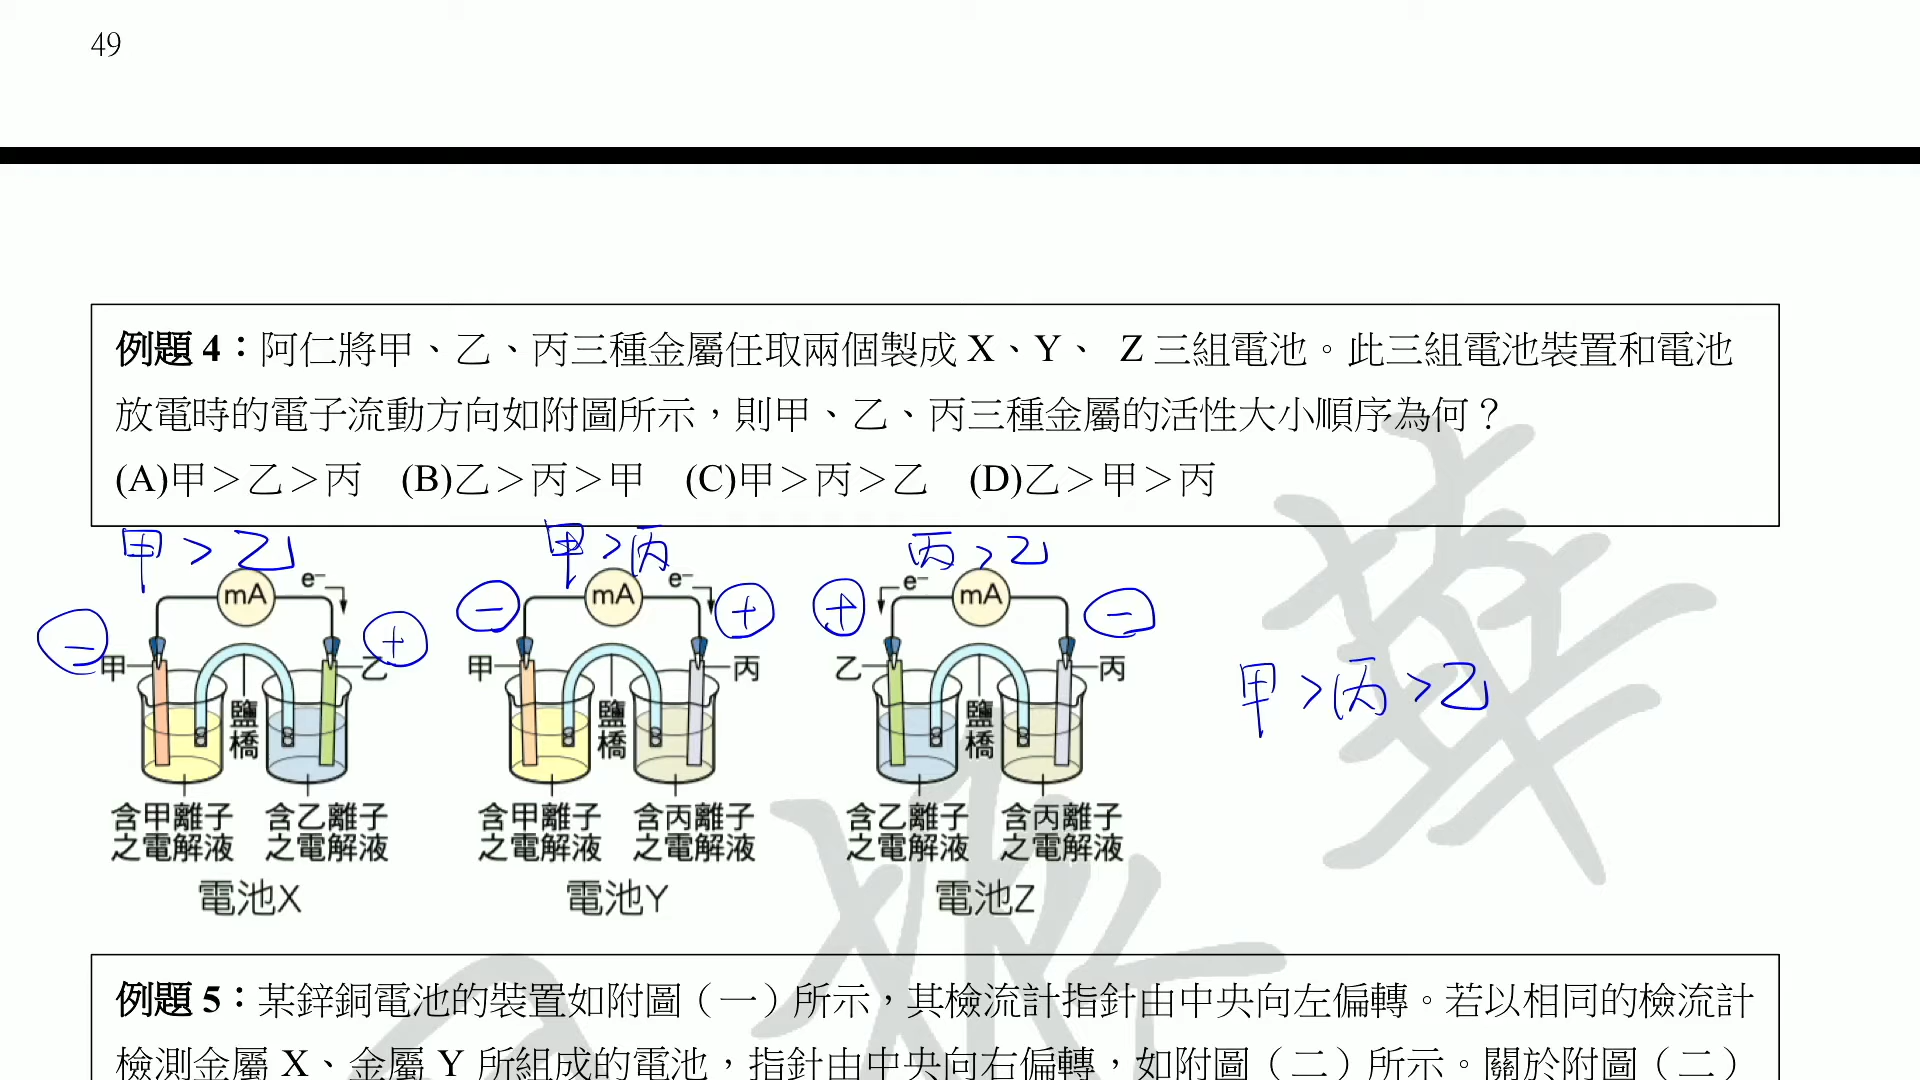 49
例題 4：阿仁將甲、乙、丙三種金屬任取兩個製成 X、Y、 Z 三組電池。此三組電池裝置和電池
放電時的電子流動方向如附圖所示，則甲、乙、丙三種金屬的活性大小順序為何？
(A)甲＞乙＞丙 (B)乙＞丙＞甲 (C)甲＞丙＞乙 (D)乙＞甲＞丙
甲 > 乙
甲 > 丙
丙 > 乙
mA e⁻
mA e⁻
e⁻ mA
− +
− +
+ −
甲 乙
甲 丙
乙 丙
鹽橋
鹽橋
鹽橋
甲 > 丙 > 乙
含甲離子 含乙離子 含甲離子 含丙離子 含乙離子 含丙離子
之電解液 之電解液 之電解液 之電解液 之電解液 之電解液
電池X 電池Y 電池Z
例題 5：某鋅銅電池的裝置如附圖（一）所示，其檢流計指針由中央向左偏轉。若以相同的檢流計
檢測金屬 X、金屬 Y 所組成的電池，指針由中央向右偏轉，如附圖（二）所示。關於附圖（二）
華